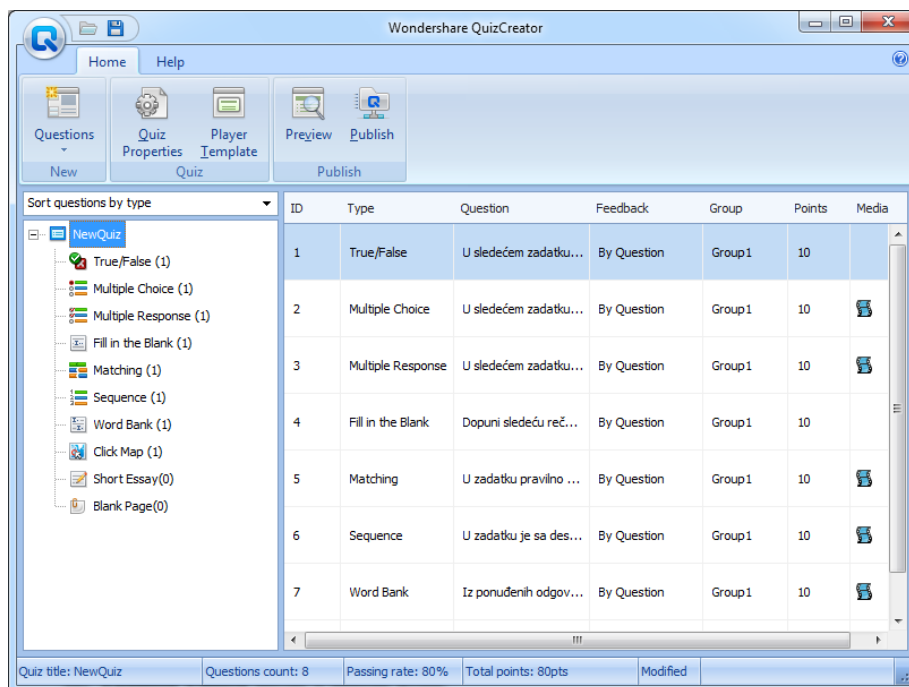 Wondershare QuizCreator
Home Help
Questions
Quiz Properties
Player Template
Preview
Publish
New
Quiz
Publish
Sort questions by type
NewQuiz
True/False (1)
Multiple Choice (1)
Multiple Response (1)
Fill in the Blank (1)
Matching (1)
Sequence (1)
Word Bank (1)
Click Map (1)
Short Essay(0)
Blank Page(0)
ID Type Question Feedback Group Points Media
1 True/False U sledećem zadatku... By Question Group1 10
2 Multiple Choice U sledećem zadatku... By Question Group1 10
3 Multiple Response U sledećem zadatku... By Question Group1 10
4 Fill in the Blank Dopuni sledeću reč... By Question Group1 10
5 Matching U zadatku pravilno ... By Question Group1 10
6 Sequence U zadatku je sa des... By Question Group1 10
7 Word Bank Iz ponuđenih odgov... By Question Group1 10
Quiz title: NewQuiz Questions count: 8 Passing rate: 80% Total points: 80pts Modified